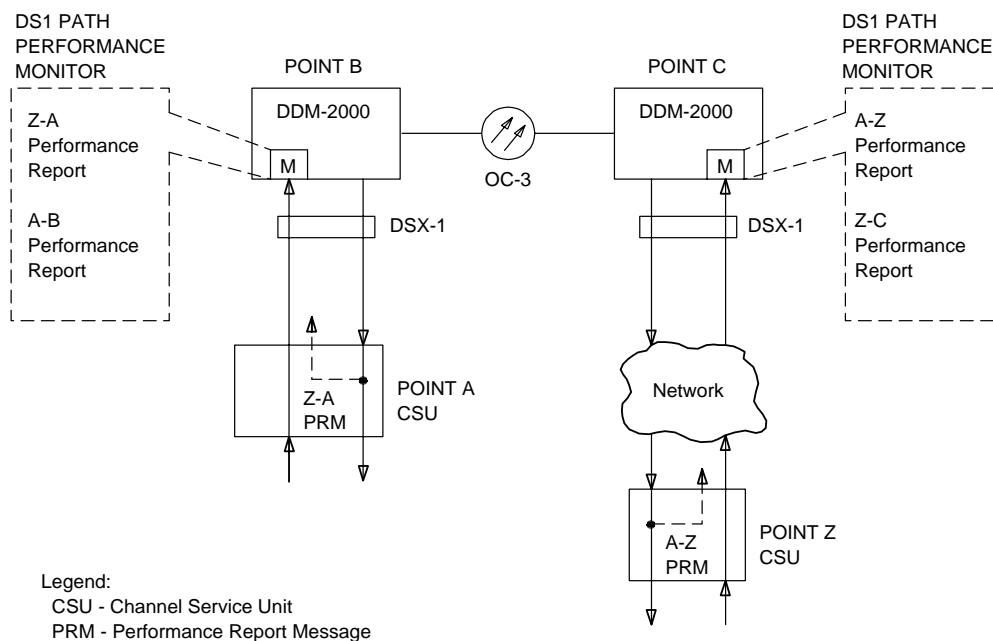 DS1 PATH
PERFORMANCE
MONITOR
Z-A
Performance
Report
A-B
Performance
Report
POINT B
DDM-2000
M
OC-3
POINT C
DDM-2000
M
DS1 PATH
PERFORMANCE
MONITOR
A-Z
Performance
Report
Z-C
Performance
Report
DSX-1
DSX-1
Z-A
PRM
POINT A
CSU
Network
A-Z
PRM
POINT Z
CSU
Legend:
CSU - Channel Service Unit
PRM - Performance Report Message